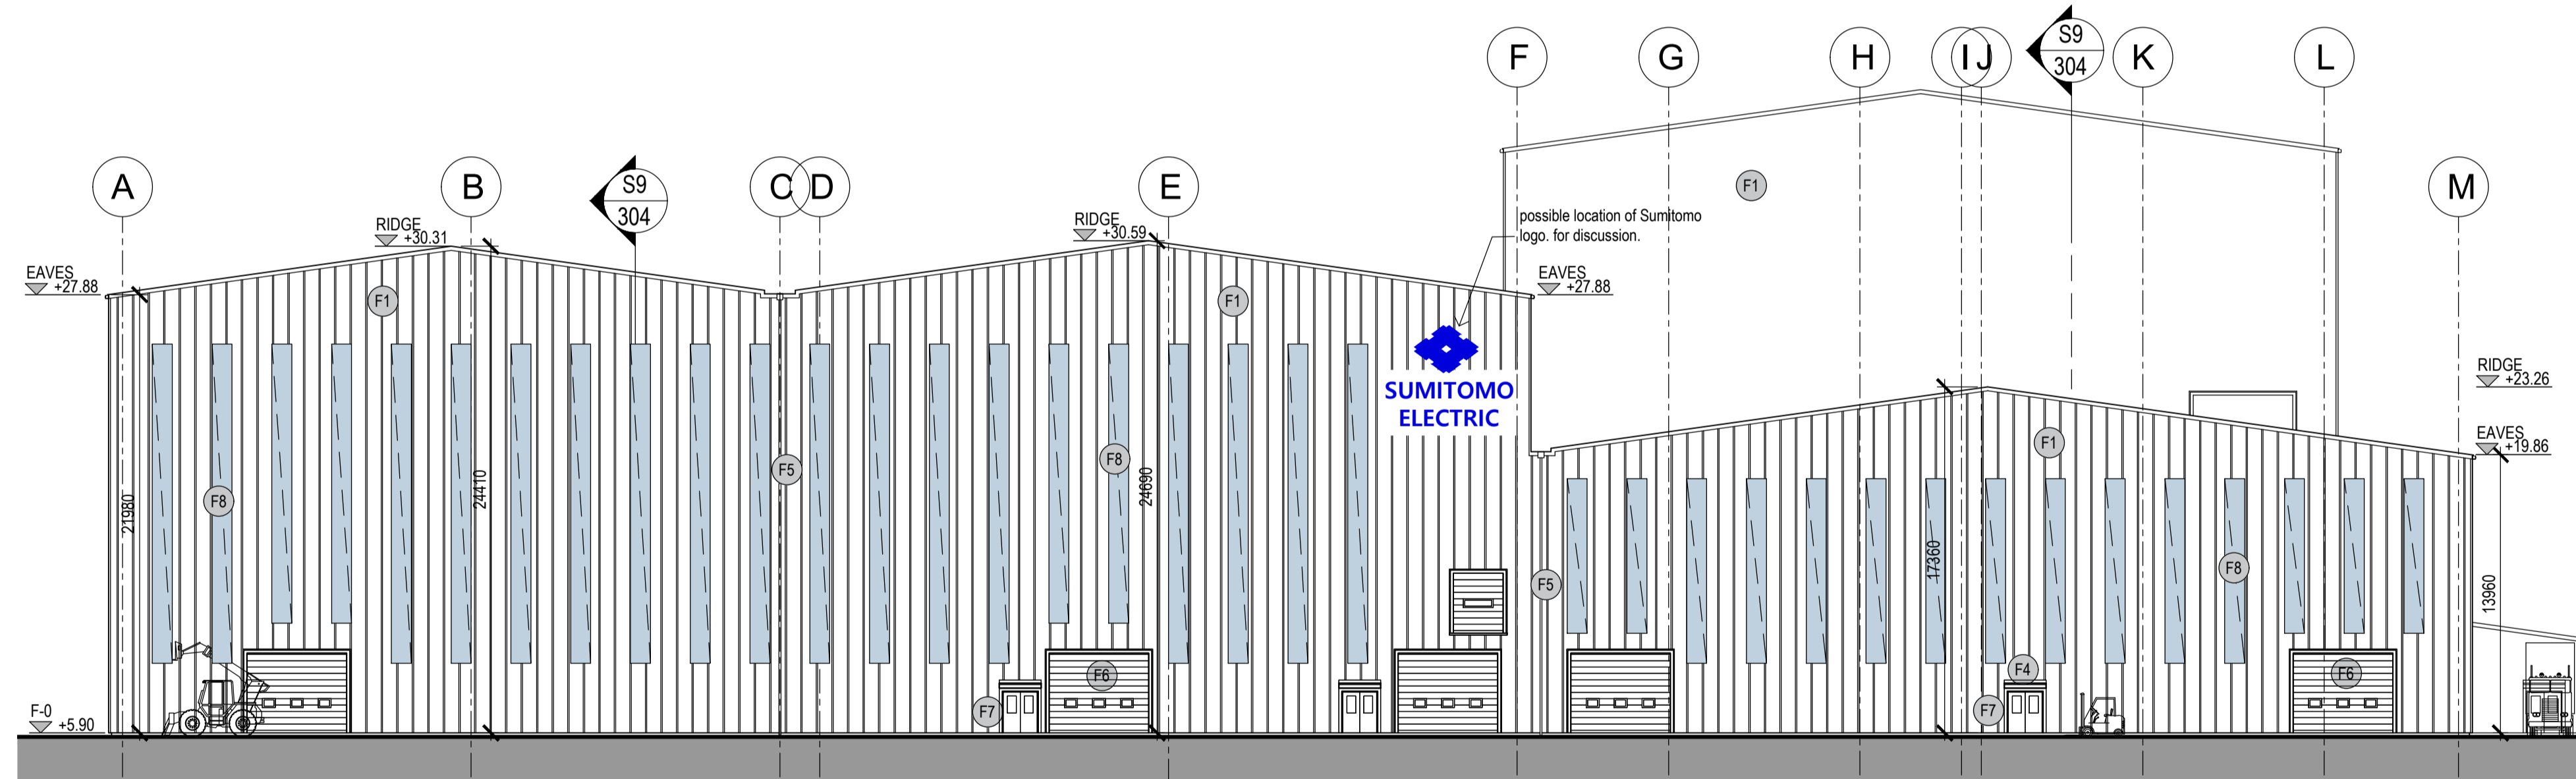 F
G
H
I
J
S9
304
K
L
A
B
S9
304
C
D
E
M
F1
possible location of Sumitomo
logo. for discussion.
RIDGE
+30.31
RIDGE
+30.59
EAVES
+27.88
EAVES
+27.88
F1
F1
SUMITOMO
ELECTRIC
RIDGE
+23.26
EAVES
+19.86
F1
F8
F5
F8
24410
24690
21980
F5
17360
F8
13960
F6
F4
F6
F7
F7
F-0
+5.90